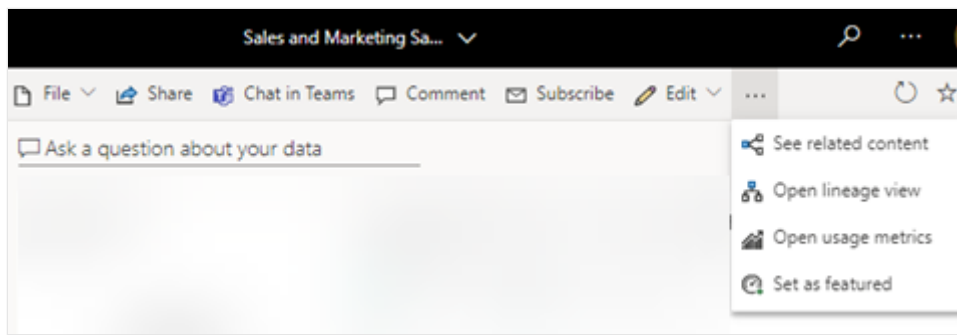 Sales and Marketing Sa... ...
File Share Chat in Teams Comment Subscribe Edit ...
Ask a question about your data
See related content
Open lineage view
Open usage metrics
Set as featured